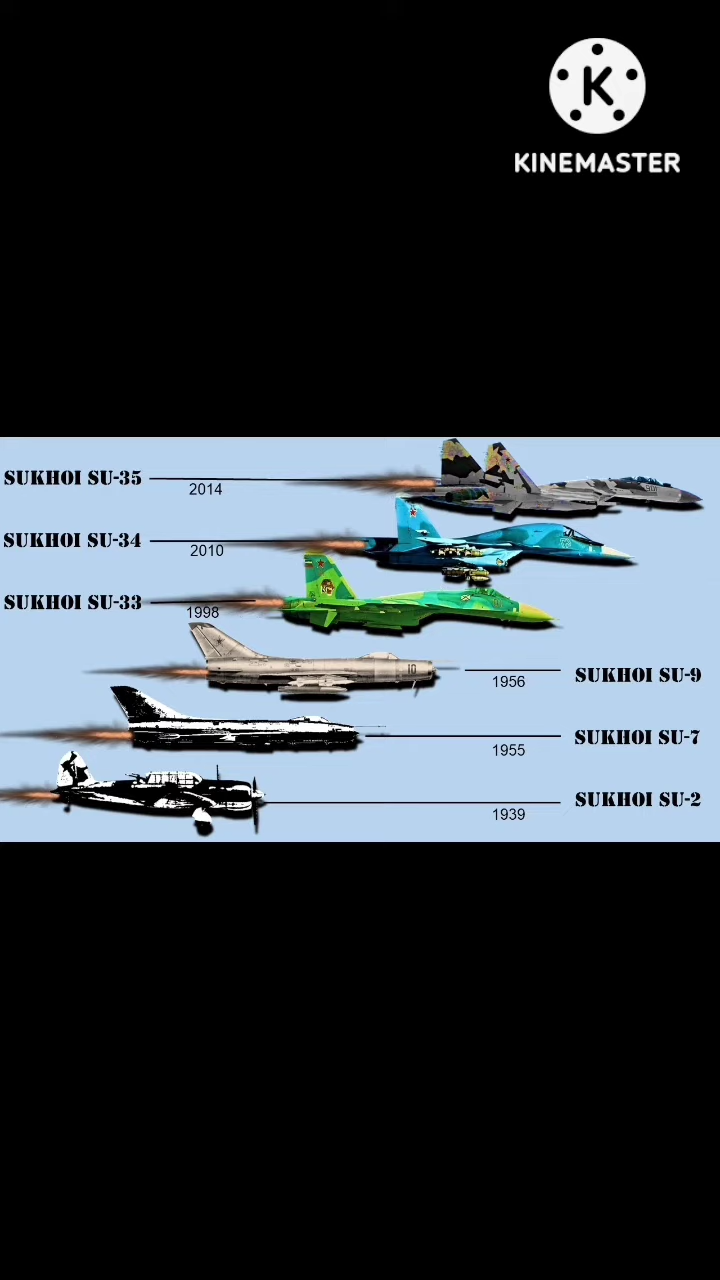 K
KINEMASTER
SUKHOI SU-35
2014
SUKHOI SU-34
2010
SUKHOI SU-33
1998
10
1956
SUKHOI SU-9
SUKHOI SU-7
1955
SUKHOI SU-2
1939